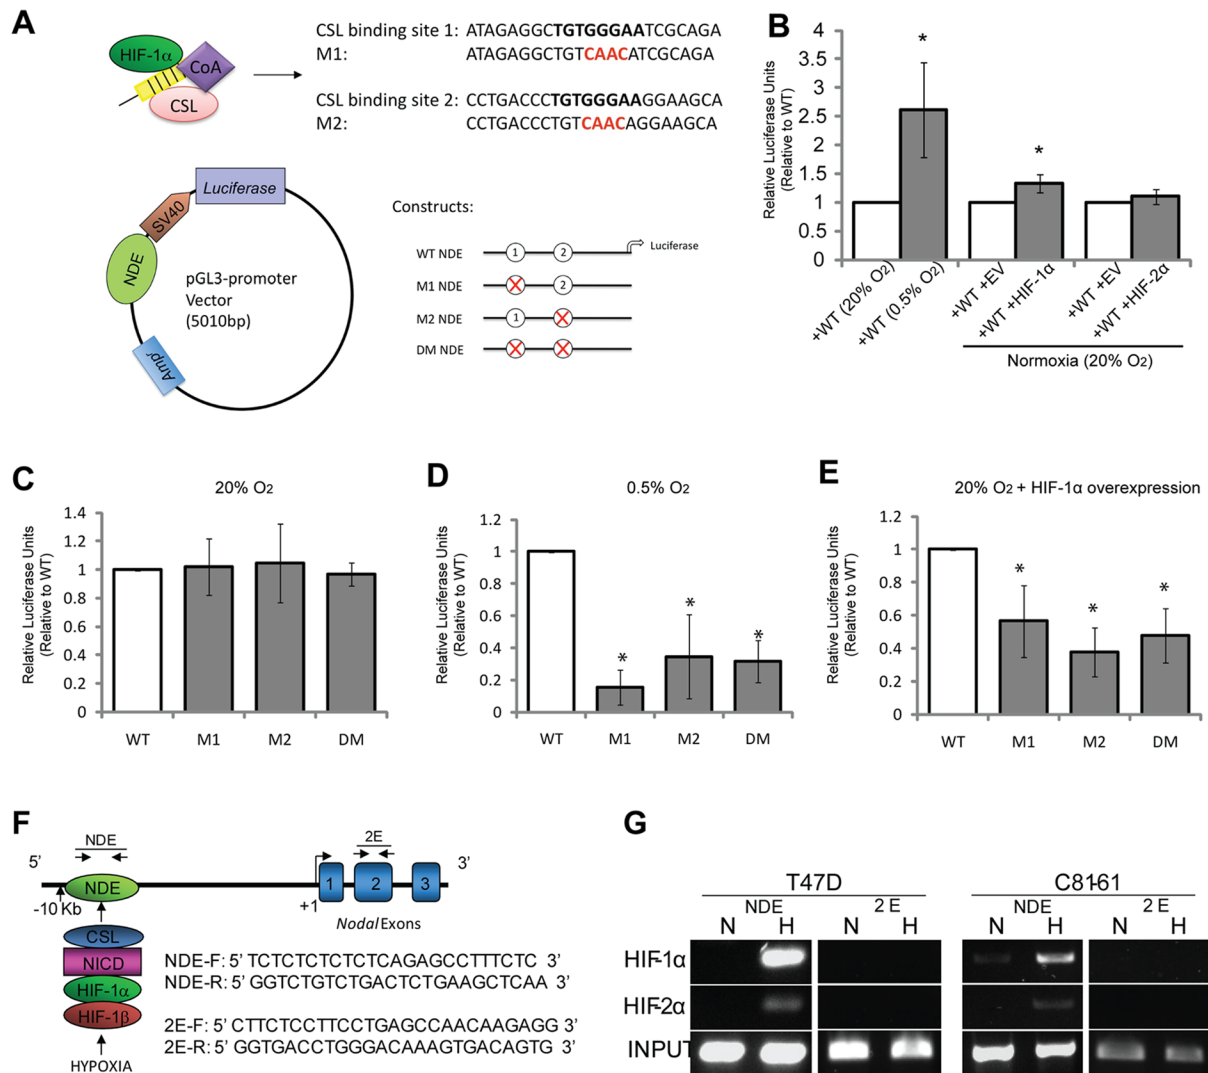 A
HIF-1α
CoA
CSL
CSL binding site 1: ATAGAGGCTGTGGGAATCGCAGA
M1: ATAGAGGCTGTCAACATCGCAGA
CSL binding site 2: CCTGACCCTGTGGGAAGGAAGCA
M2: CCTGACCCTGTCAACAGGAAGCA
Luciferase
SV40
NDE
Ampʳ
pGL3-promoter
Vector
(5010bp)
Constructs:
WT NDE 1 2 Luciferase
M1 NDE 2
M2 NDE 1
DM NDE
B
Relative Luciferase Units
(Relative to WT)
4
3.5
3
2.5
2
1.5
1
0.5
0
*
*
+WT (20% O2)
+WT (0.5% O2)
+WT +EV
+WT +HIF-1α
+WT +EV
+WT +HIF-2α
Normoxia (20% O2)
C
20% O2
Relative Luciferase Units
(Relative to WT)
1.4
1.2
1
0.8
0.6
0.4
0.2
0
WT M1 M2 DM
D
0.5% O2
Relative Luciferase Units
(Relative to WT)
1.2
1
0.8
0.6
0.4
0.2
0
* * *
WT M1 M2 DM
E
20% O2 + HIF-1α overexpression
Relative Luciferase Units
(Relative to WT)
1.2
1
0.8
0.6
0.4
0.2
0
* * *
WT M1 M2 DM
F
NDE
2E
5' 3'
NDE
1 2 3
-10 Kb
+1
Nodal Exons
CSL
NICD
HIF-1α
HIF-1β
HYPOXIA
NDE-F: 5' TCTCTCTCTCTCAGAGCCTTTCTC 3'
NDE-R: GGTCTGTCTGACTCTGAAGCTCAA 3'
2E-F: 5' CTTCTCCTTCCTGAGCCAACAAGAGG 3'
2E-R: GGTGACCTGGGACAAAGTGACAGTG 3'
G
T47D C8161
NDE 2 E NDE 2 E
N H N H N H N H
HIF-1α
HIF-2α
INPUT